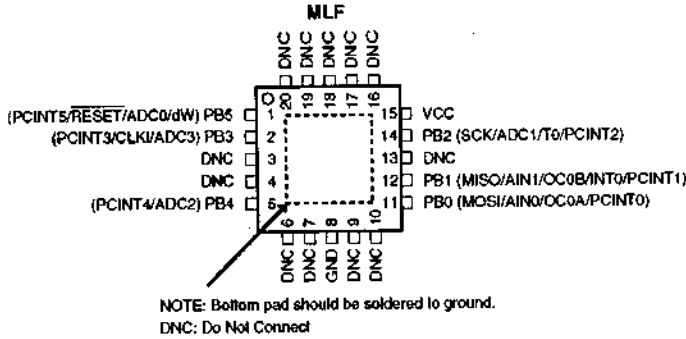 MLF
DNC DNC DNC DNC DNC
20 19 18 17 16
(PCINT5/RESET/ADC0/dW) PB5 1 15 VCC
(PCINT3/CLKI/ADC3) PB3 2 14 PB2 (SCK/ADC1/T0/PCINT2)
DNC 3 13 DNC
DNC 4 12 PB1 (MISO/AIN1/OC0B/INT0/PCINT1)
(PCINT4/ADC2) PB4 5 11 PB0 (MOSI/AIN0/OC0A/PCINT0)
6 7 8 9 10
DNC DNC GND DNC DNC
NOTE: Bottom pad should be soldered to ground.
DNC: Do Not Connect